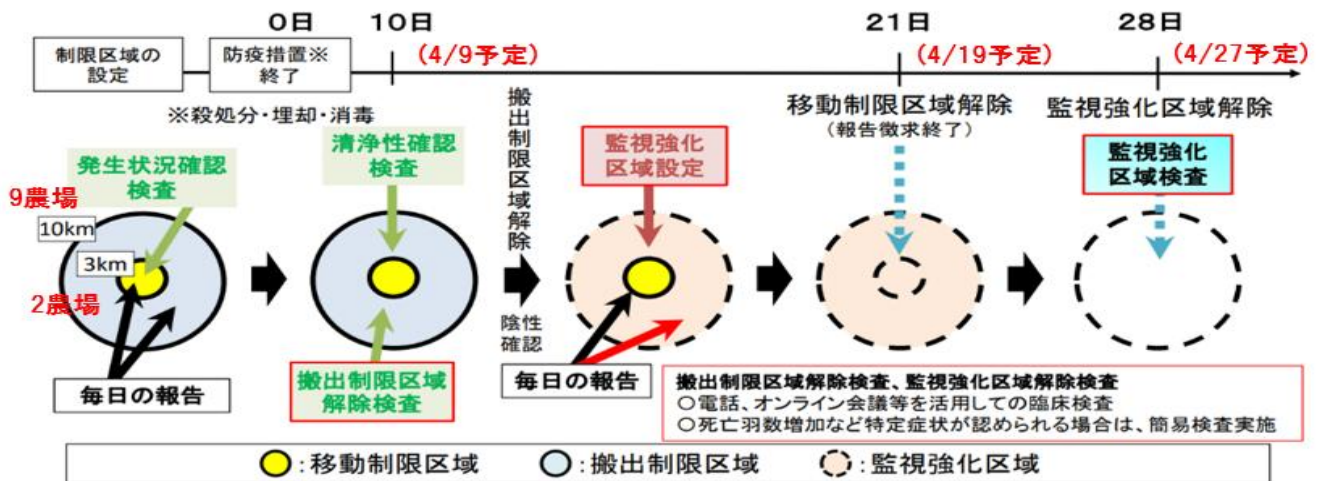 0日
10日
21日
28日
制限区域の
設定
防疫措置※
終了
(4/9予定)
(4/19予定)
(4/27予定)
※殺処分・埋却・消毒
搬出制限区域解除
移動制限区域解除
(報告徴求終了)
監視強化区域解除
発生状況確認
検査
清浄性確認
検査
監視強化
区域設定
監視強化
区域検査
9農場
10km
3km
2農場
陰性
確認
毎日の報告
搬出制限区域
解除検査
毎日の報告
搬出制限区域解除検査、監視強化区域解除検査
○電話、オンライン会議等を活用しての臨床検査
○死亡羽数増加など特定症状が認められる場合は、簡易検査実施
:移動制限区域
:搬出制限区域
:監視強化区域